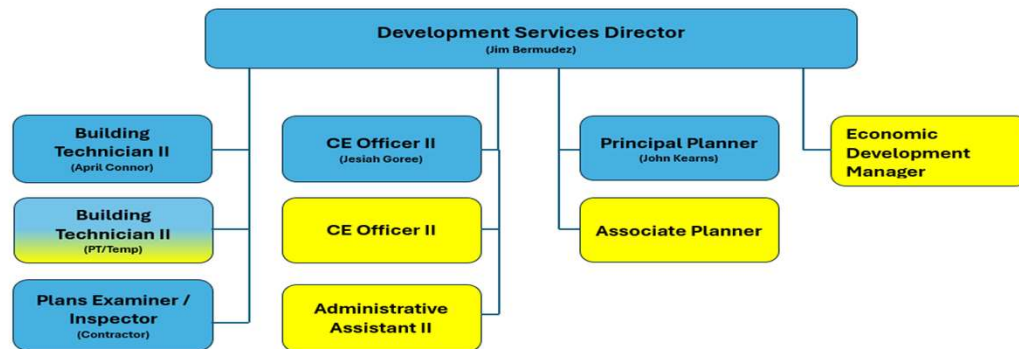 Development Services Director
(Jim Bermudez)
Building
Technician II
(April Connor)
CE Officer II
(Jesiah Goree)
Principal Planner
(John Kearns)
Economic
Development
Manager
Building
Technician II
(PT/Temp)
CE Officer II
Associate Planner
Plans Examiner /
Inspector
(Contractor)
Administrative
Assistant II